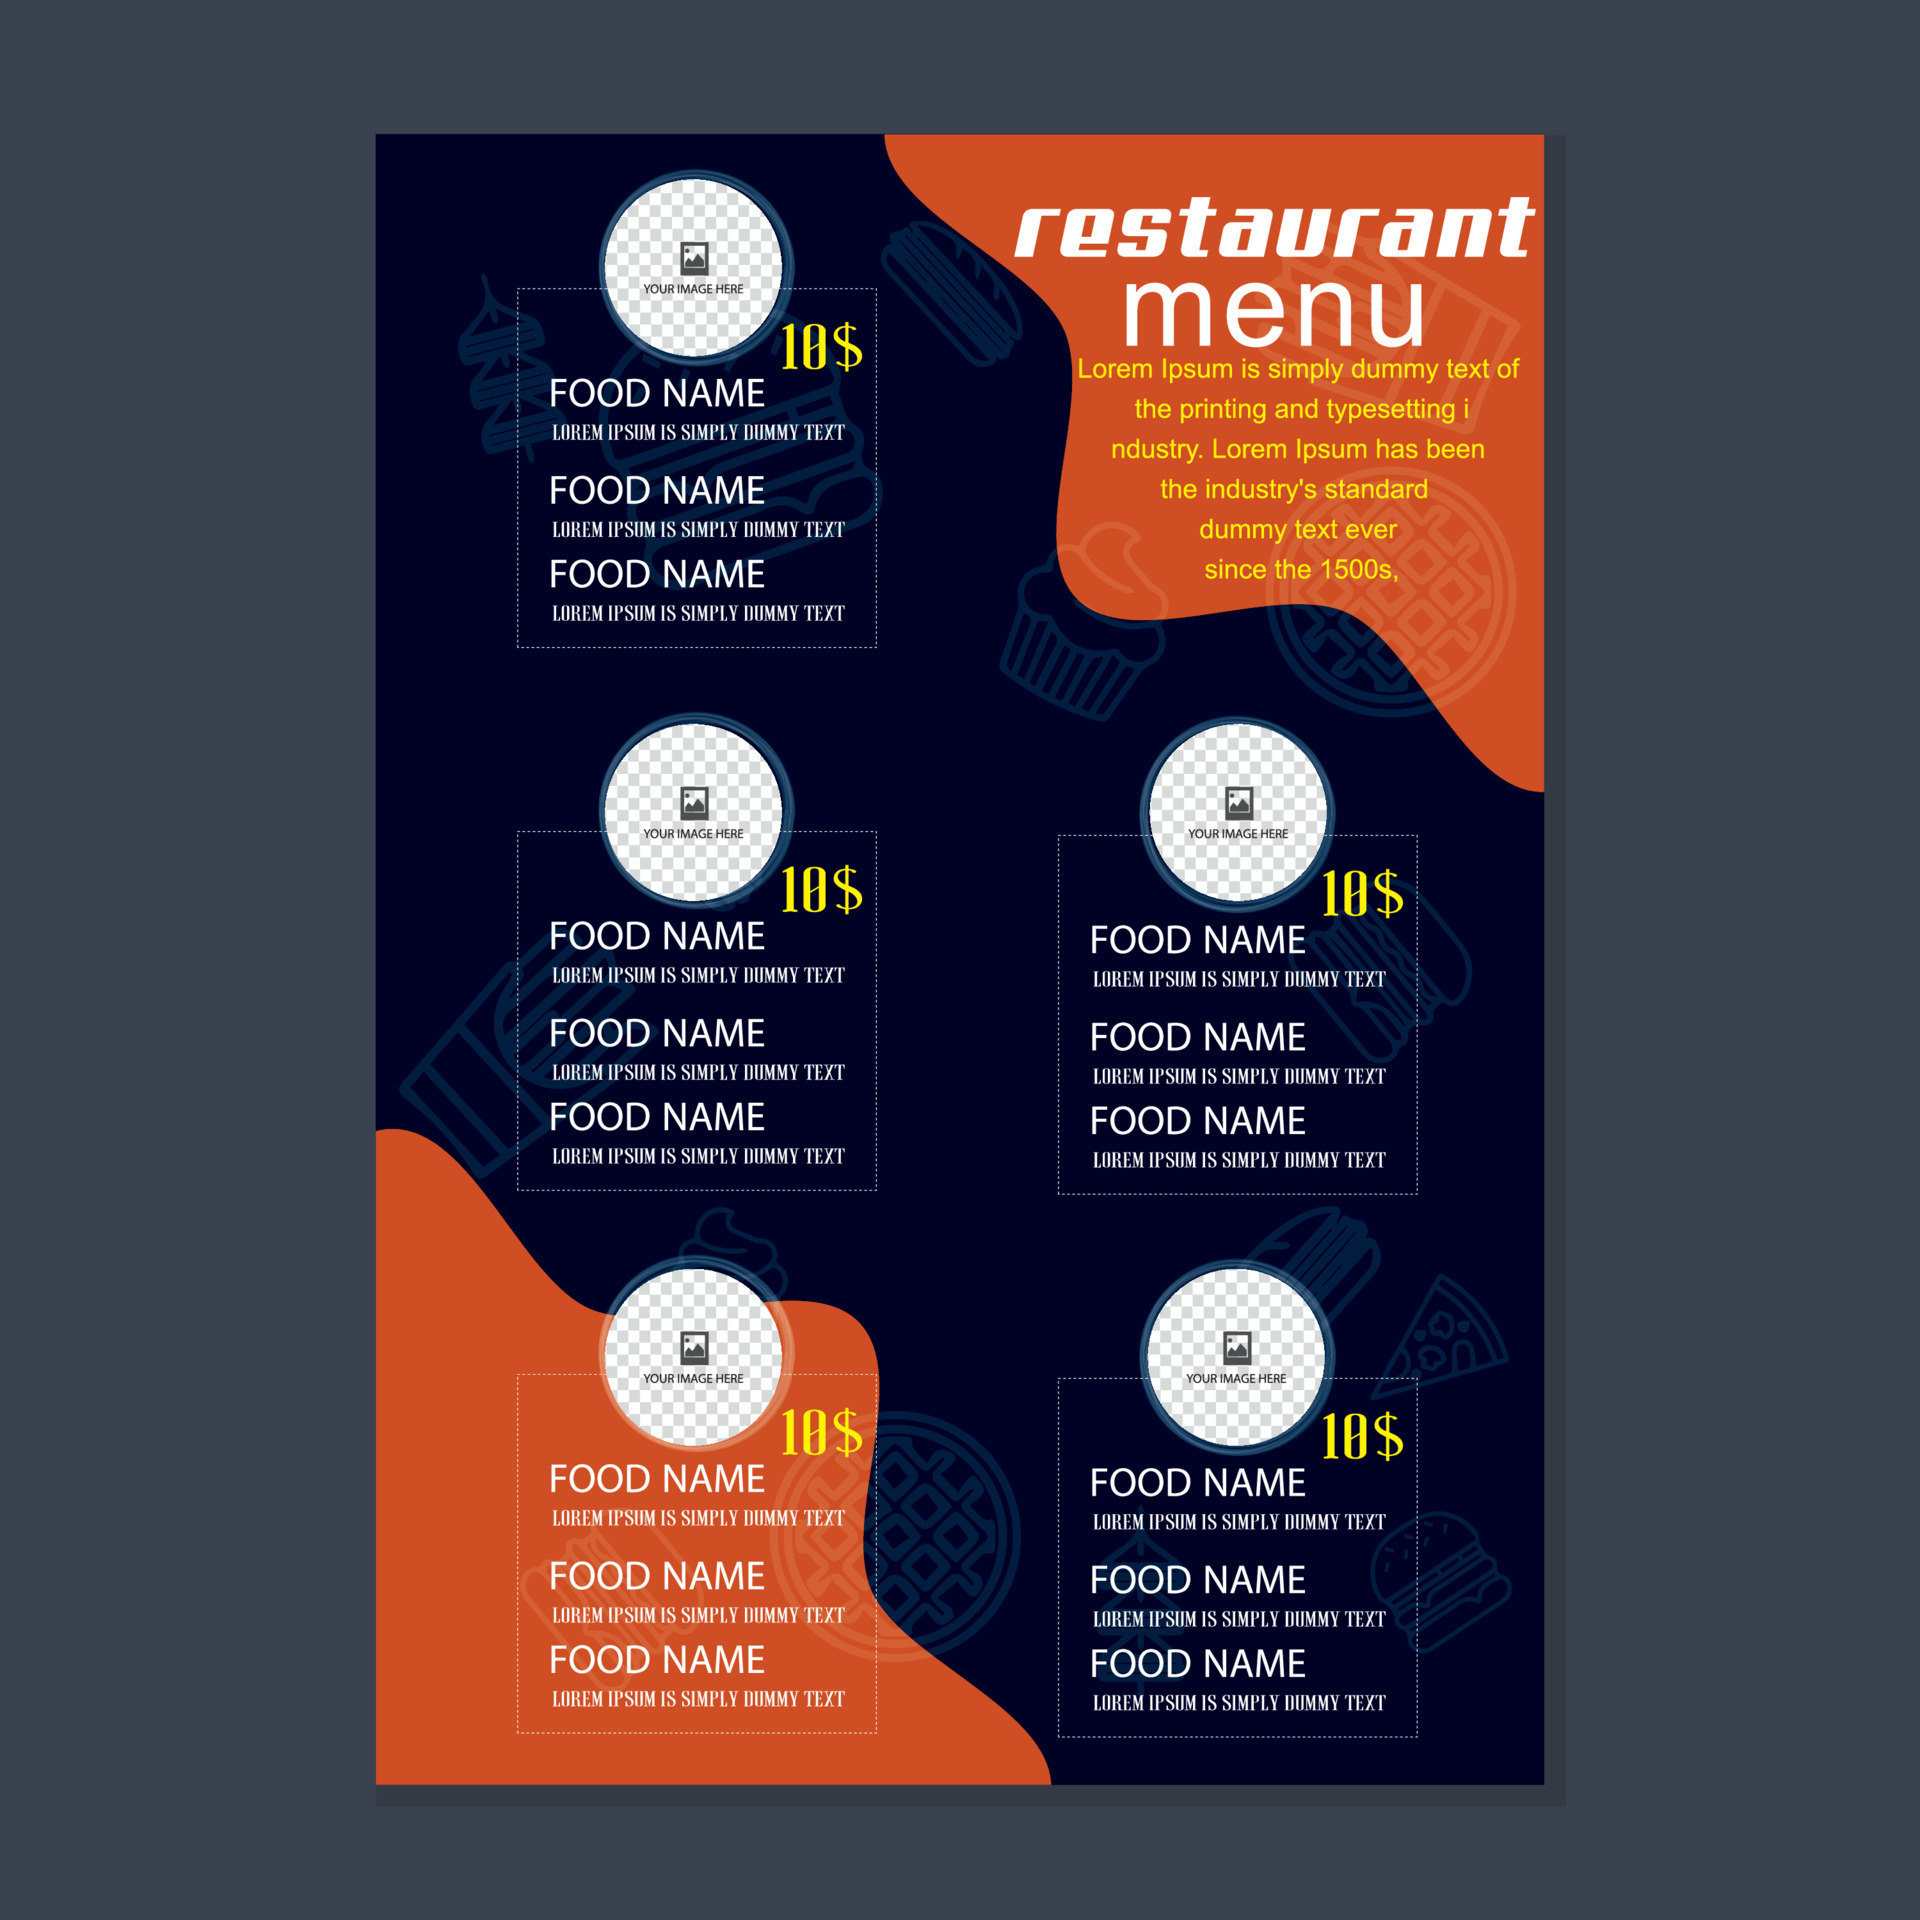 restaurant
menu
Lorem Ipsum is simply dummy text of
the printing and typesetting i
ndustry. Lorem Ipsum has been
the industry's standard
dummy text ever
since the 1500s,
YOUR IMAGE HERE
10$
FOOD NAME
LOREM IPSUM IS SIMPLY DUMMY TEXT
FOOD NAME
LOREM IPSUM IS SIMPLY DUMMY TEXT
FOOD NAME
LOREM IPSUM IS SIMPLY DUMMY TEXT
YOUR IMAGE HERE
10$
FOOD NAME
LOREM IPSUM IS SIMPLY DUMMY TEXT
FOOD NAME
LOREM IPSUM IS SIMPLY DUMMY TEXT
FOOD NAME
LOREM IPSUM IS SIMPLY DUMMY TEXT
YOUR IMAGE HERE
10$
FOOD NAME
LOREM IPSUM IS SIMPLY DUMMY TEXT
FOOD NAME
LOREM IPSUM IS SIMPLY DUMMY TEXT
FOOD NAME
LOREM IPSUM IS SIMPLY DUMMY TEXT
YOUR IMAGE HERE
10$
FOOD NAME
LOREM IPSUM IS SIMPLY DUMMY TEXT
FOOD NAME
LOREM IPSUM IS SIMPLY DUMMY TEXT
FOOD NAME
LOREM IPSUM IS SIMPLY DUMMY TEXT
YOUR IMAGE HERE
10$
FOOD NAME
LOREM IPSUM IS SIMPLY DUMMY TEXT
FOOD NAME
LOREM IPSUM IS SIMPLY DUMMY TEXT
FOOD NAME
LOREM IPSUM IS SIMPLY DUMMY TEXT